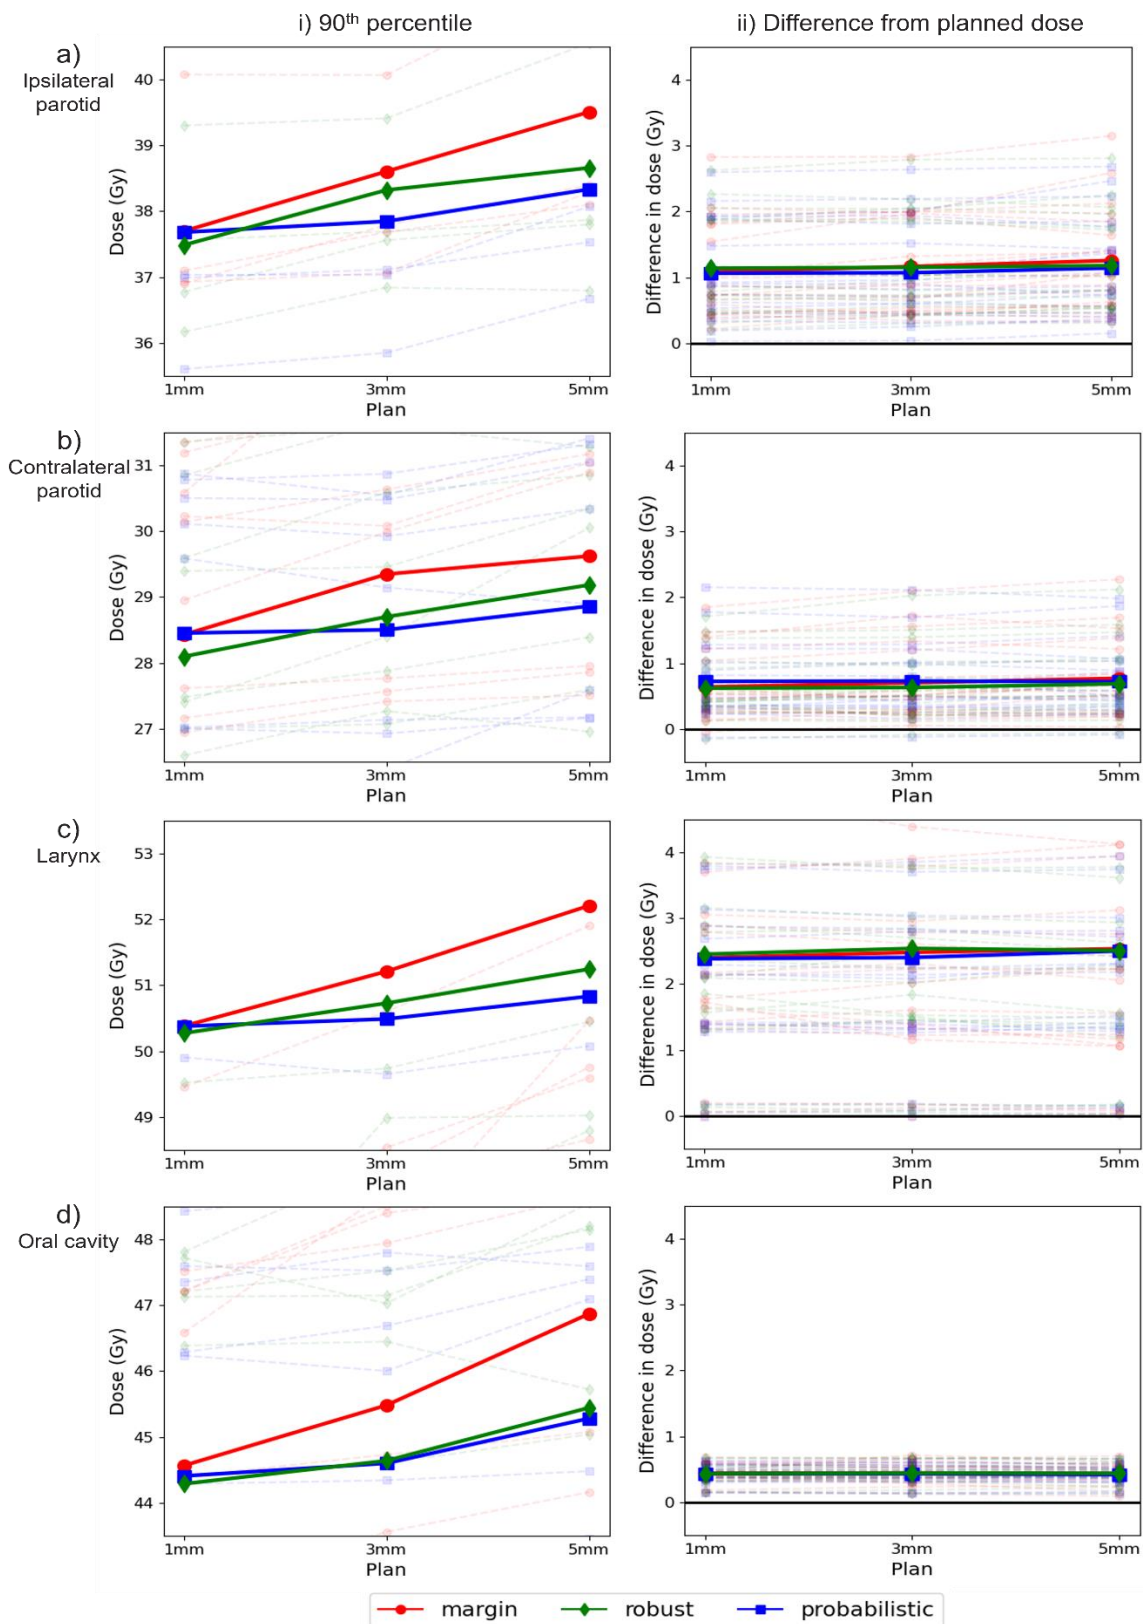 i) 90th percentile
ii) Difference from planned dose
a)
Ipsilateral
parotid
Dose (Gy)
40
39
38
37
36
1mm 3mm 5mm
Plan
Difference in dose (Gy)
4
3
2
1
0
1mm 3mm 5mm
Plan
b)
Contralateral
parotid
Dose (Gy)
31
30
29
28
27
1mm 3mm 5mm
Plan
Difference in dose (Gy)
4
3
2
1
0
1mm 3mm 5mm
Plan
c)
Larynx
Dose (Gy)
53
52
51
50
49
1mm 3mm 5mm
Plan
Difference in dose (Gy)
4
3
2
1
0
1mm 3mm 5mm
Plan
d)
Oral cavity
Dose (Gy)
48
47
46
45
44
1mm 3mm 5mm
Plan
Difference in dose (Gy)
4
3
2
1
0
1mm 3mm 5mm
Plan
margin robust probabilistic